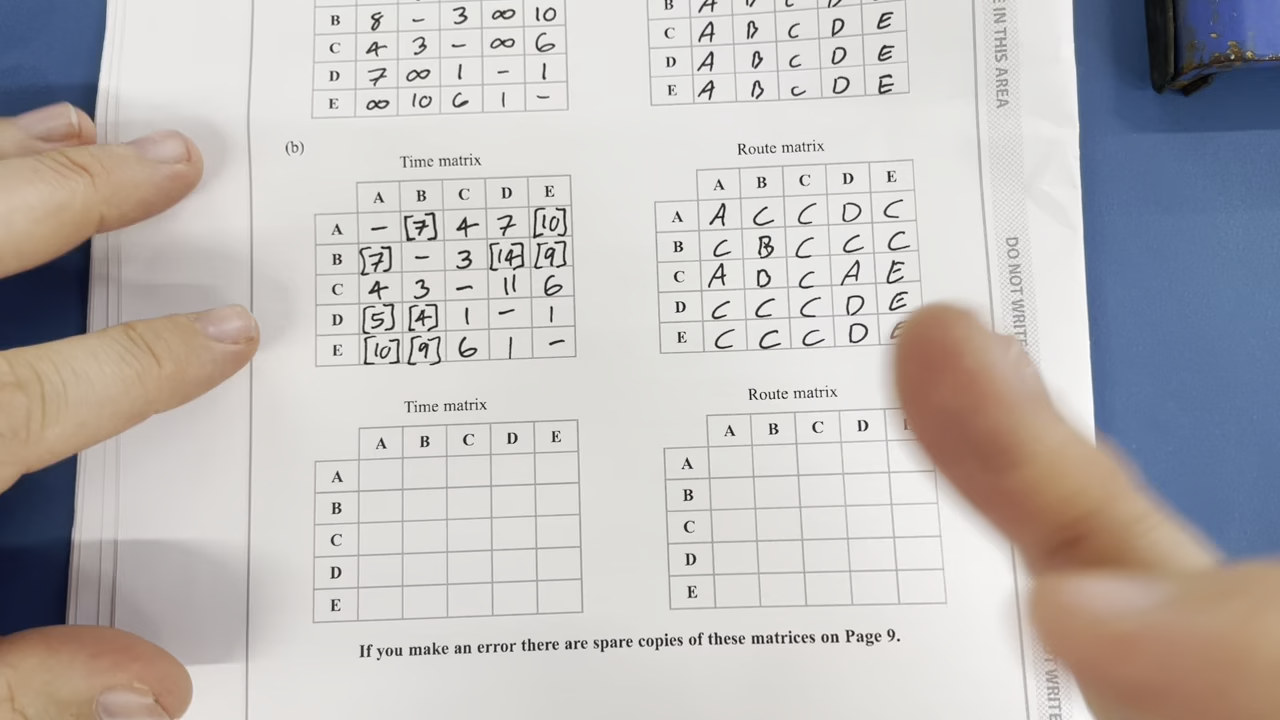 B 8 - 3 ∞ 10
C 4 3 - ∞ 6
D 7 ∞ 1 - 1
E ∞ 10 6 1 -
B A
C A B C D E
D A B C D E
E A B C D E
(b)
Time matrix
A B C D E
A - [7] 4 7 [10]
B [7] - 3 [14] [9]
C 4 3 - 11 6
D [5] [4] 1 - 1
E [10] [9] 6 1 -
Route matrix
A B C D E
A A C C D C
B C B C C C
C A B C A E
D C C C D E
E C C C D
Time matrix
A B C D E
A
B
C
D
E
Route matrix
A B C D
A
B
C
D
E
If you make an error there are spare copies of these matrices on Page 9.
E IN THIS AREA
DO NOT WRITE